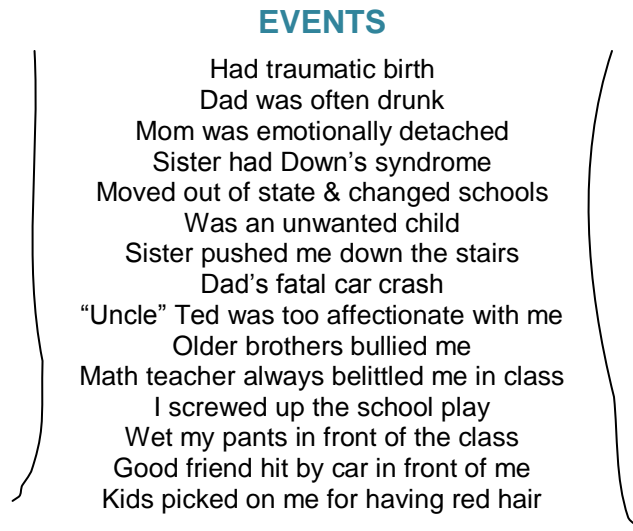 EVENTS
Had traumatic birth
Dad was often drunk
Mom was emotionally detached
Sister had Down’s syndrome
Moved out of state & changed schools
Was an unwanted child
Sister pushed me down the stairs
Dad’s fatal car crash
“Uncle” Ted was too affectionate with me
Older brothers bullied me
Math teacher always belittled me in class
I screwed up the school play
Wet my pants in front of the class
Good friend hit by car in front of me
Kids picked on me for having red hair